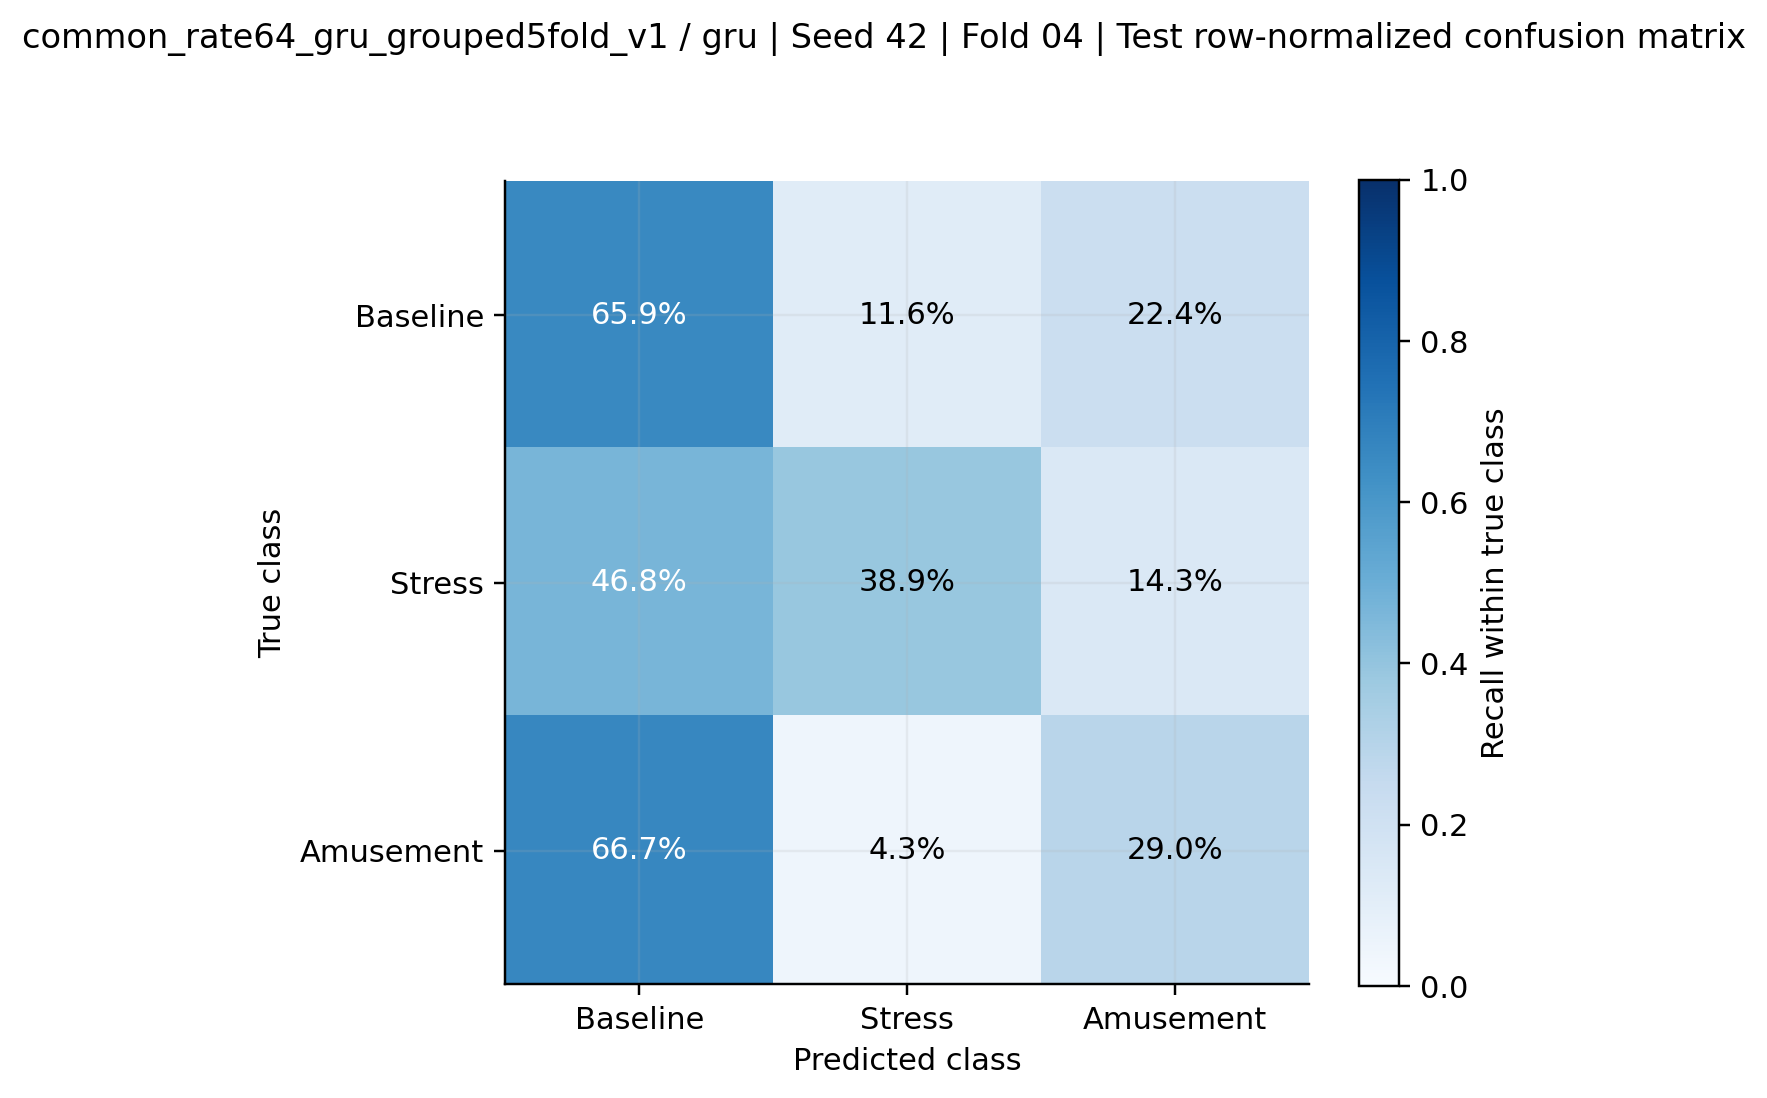 common_rate64_gru_grouped5fold_v1 / gru | Seed 42 | Fold 04 | Test row-normalized confusion matrix
True class
Baseline
Stress
Amusement
65.9% 11.6% 22.4%
46.8% 38.9% 14.3%
66.7% 4.3% 29.0%
Baseline Stress Amusement
Predicted class
1.0
0.8
0.6
0.4
0.2
0.0
Recall within true class